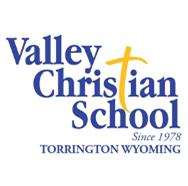 Valley
Christian
School
Since 1978
TORRINGTON WYOMING